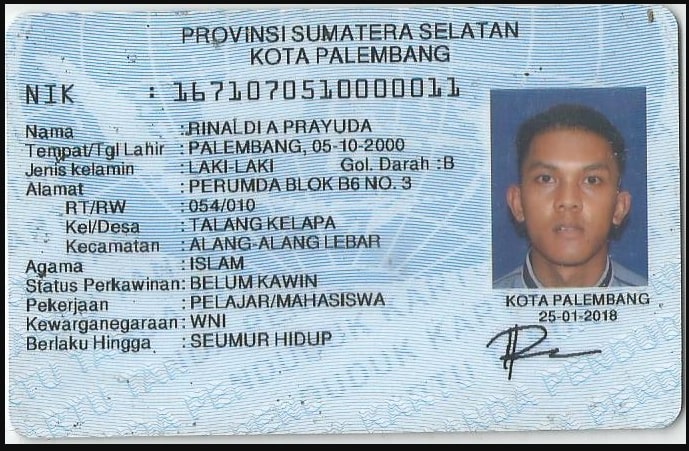 PROVINSI SUMATERA SELATAN
KOTA PALEMBANG
NIK : 1671070510000011
Nama : RINALDI A PRAYUDA
Tempat/Tgl Lahir : PALEMBANG, 05-10-2000
Jenis kelamin : LAKI-LAKI Gol. Darah : B
Alamat : PERUMDA BLOK B6 NO. 3
RT/RW : 054/010
Kel/Desa : TALANG KELAPA
Kecamatan : ALANG-ALANG LEBAR
Agama : ISLAM
Status Perkawinan: BELUM KAWIN
Pekerjaan : PELAJAR/MAHASISWA
Kewarganegaraan: WNI
Berlaku Hingga : SEUMUR HIDUP
KOTA PALEMBANG
25-01-2018